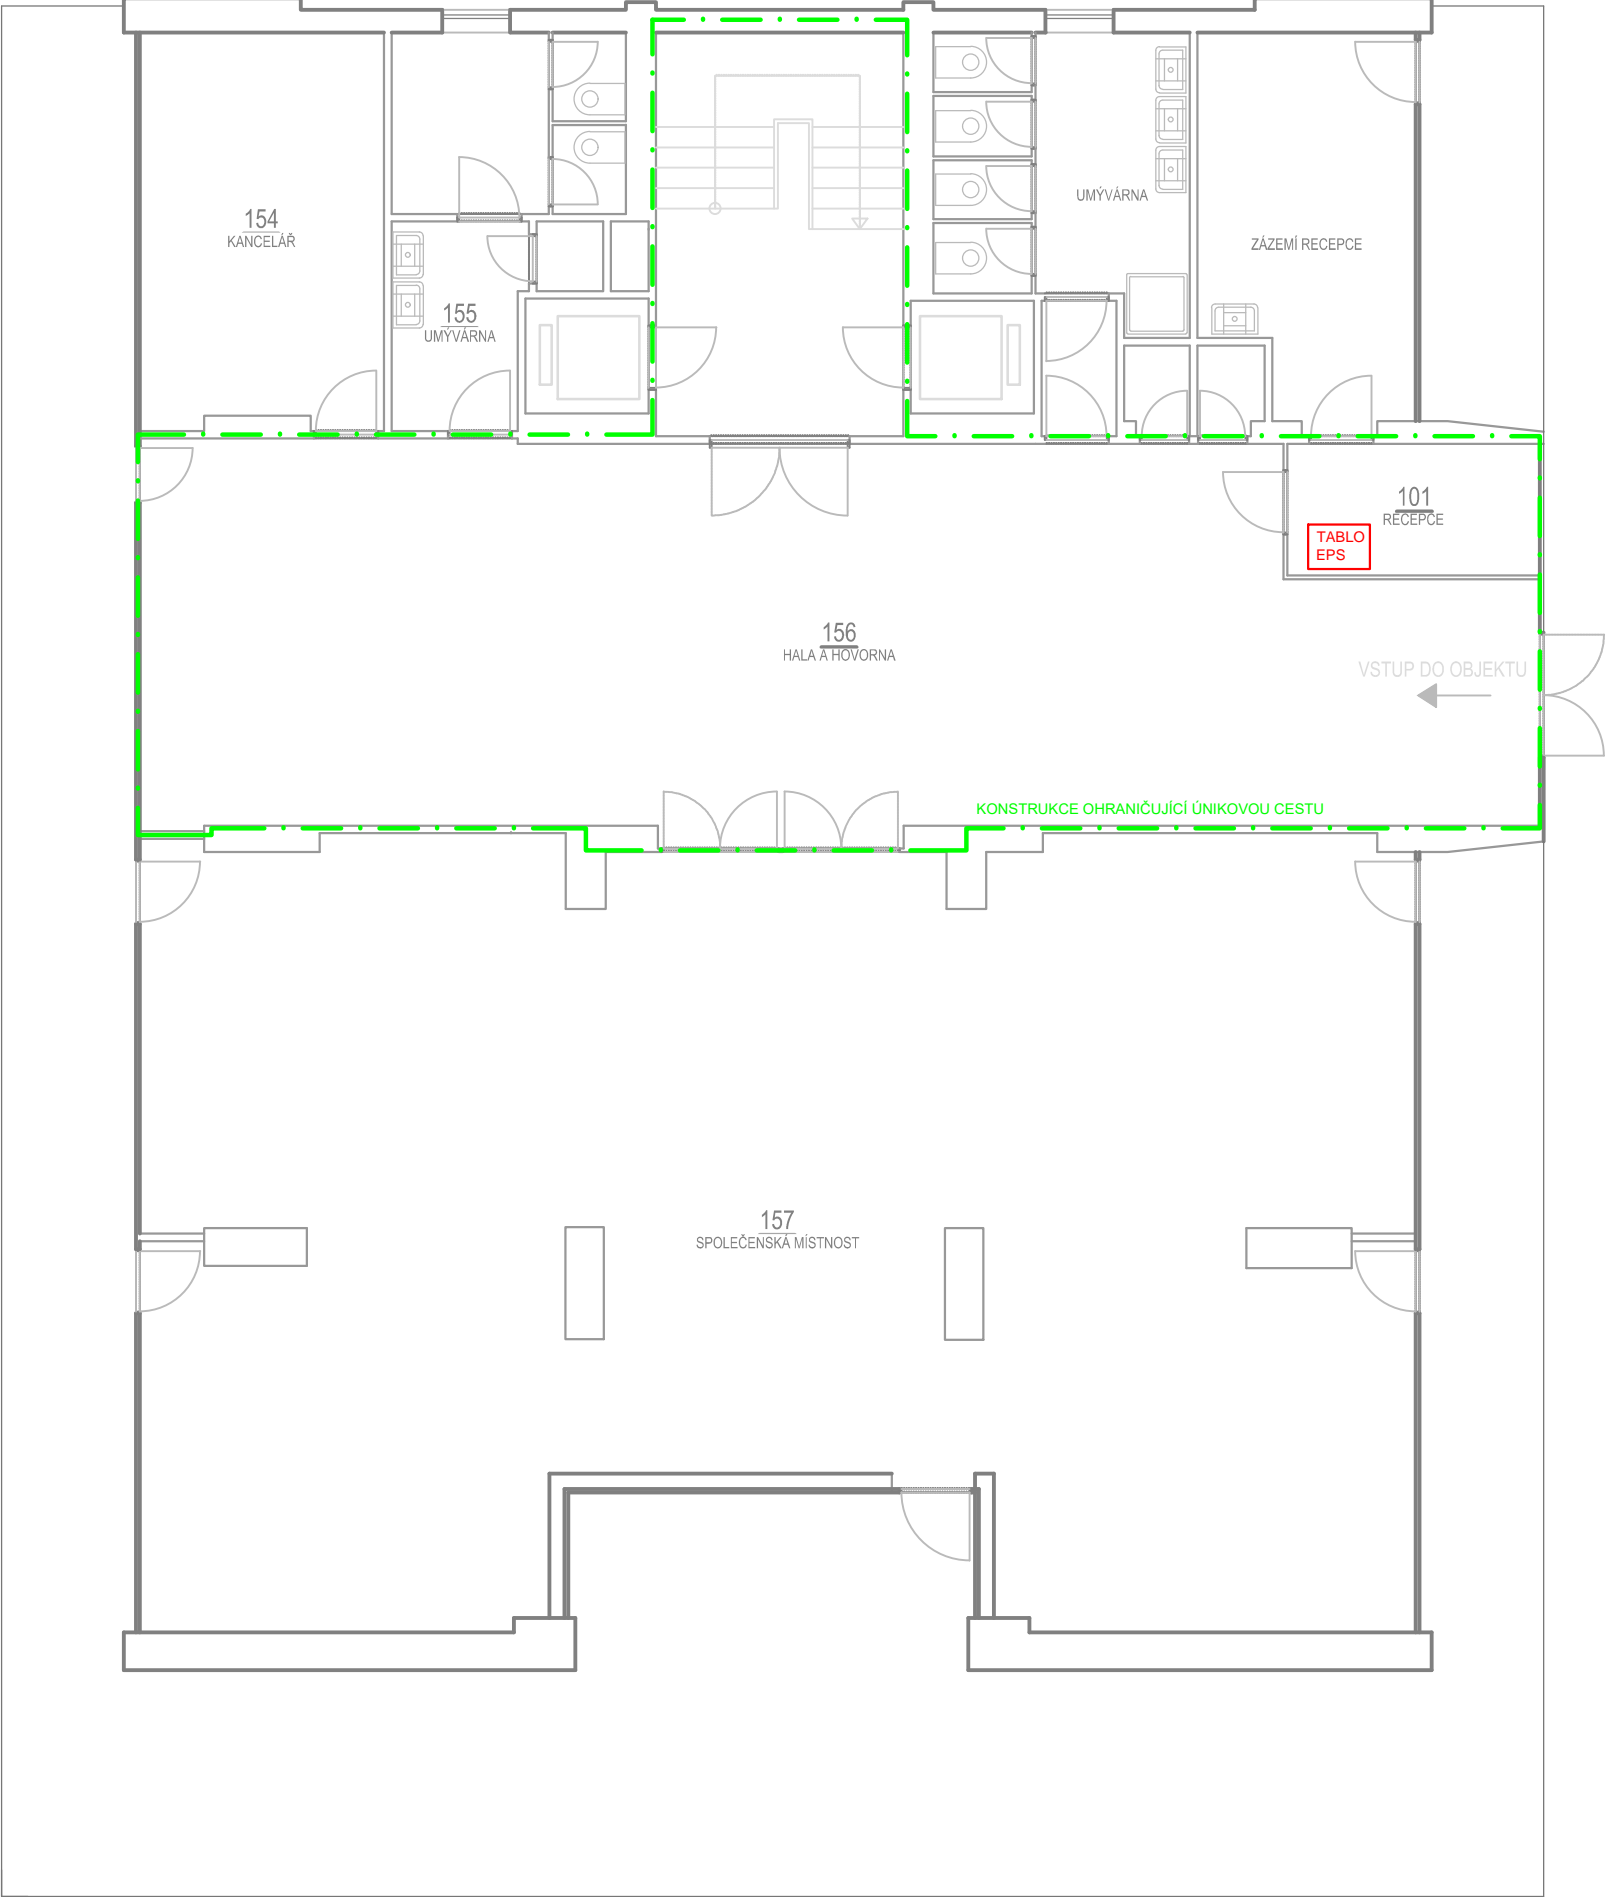 UMÝVÁRNA
154
KANCELÁŘ
ZÁZEMÍ RECEPCE
155
UMÝVÁRNA
101
RECEPCE
TABLO
EPS
156
HALA A HOVORNA
VSTUP DO OBJEKTU
KONSTRUKCE OHRANIČUJÍCÍ ÚNIKOVOU CESTU
157
SPOLEČENSKÁ MÍSTNOST